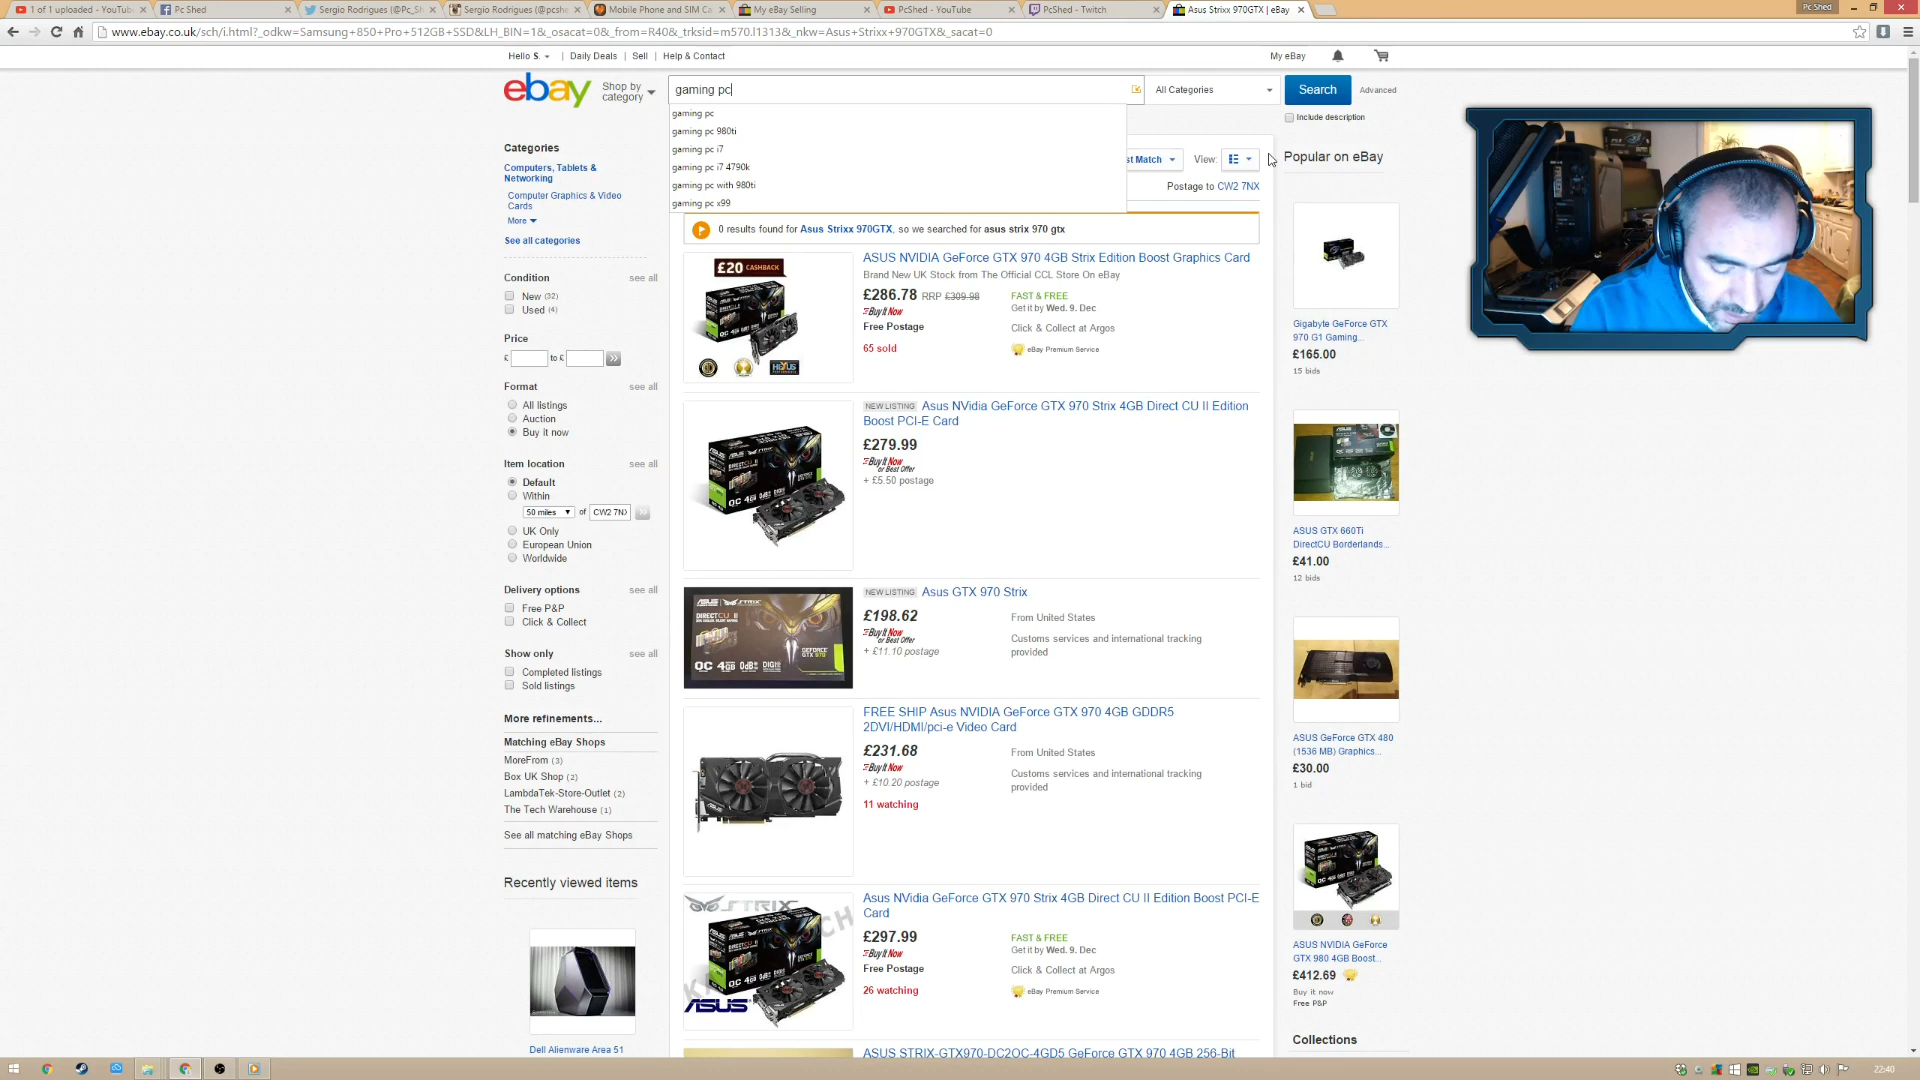 1 of 1 uploaded - YouTub
Pc Shed
Sergio Rodrigues (@Pc_Sh
Sergio Rodrigues (@pcshe
Mobile Phone and SIM Ca
My eBay Selling
PcShed - YouTube
PcShed - Twitch
Asus Strixx 970GTX | eBay
Pc Shed
www.ebay.co.uk/sch/i.html?_odkw=Samsung+850+Pro+512GB+SSD&LH_BIN=1&_osacat=0&_from=R40&_trksid=m570.l1313&_nkw=Asus+Strixx+970GTX&_sacat=0
Hello S.
Daily Deals
Sell
Help & Contact
My eBay
ebay
Shop by category
gaming pc
All Categories
Search
Advanced
Include description
gaming pc
gaming pc 980ti
gaming pc i7
gaming pc i7 4790k
gaming pc with 980ti
gaming pc x99
st Match
View:
Postage to CW2 7NX
Categories
Computers, Tablets &
Networking
Computer Graphics & Video
Cards
More
See all categories
Condition see all
New (32)
Used (4)
Price
£ to £
Format see all
All listings
Auction
Buy it now
Item location see all
Default
Within
50 miles of CW2 7NX
UK Only
European Union
Worldwide
Delivery options see all
Free P&P
Click & Collect
Show only see all
Completed listings
Sold listings
More refinements...
Matching eBay Shops
MoreFrom (3)
Box UK Shop (2)
LambdaTek-Store-Outlet (2)
The Tech Warehouse (1)
See all matching eBay Shops
Recently viewed items
Dell Alienware Area 51
0 results found for Asus Strixx 970GTX, so we searched for asus strix 970 gtx
£20 CASHBACK
ASUS NVIDIA GeForce GTX 970 4GB Strix Edition Boost Graphics Card
Brand New UK Stock from The Official CCL Store On eBay
£286.78 RRP £309.98
Buy It Now
Free Postage
65 sold
FAST & FREE
Get it by Wed. 9. Dec
Click & Collect at Argos
eBay Premium Service
NEW LISTING Asus NVidia GeForce GTX 970 Strix 4GB Direct CU II Edition
Boost PCI-E Card
£279.99
Buy It Now
or Best Offer
+ £5.50 postage
NEW LISTING Asus GTX 970 Strix
£198.62
Buy It Now
or Best Offer
+ £11.10 postage
From United States
Customs services and international tracking
provided
FREE SHIP Asus NVIDIA GeForce GTX 970 4GB GDDR5
2DVI/HDMI/pci-e Video Card
£231.68
Buy It Now
+ £10.20 postage
11 watching
From United States
Customs services and international tracking
provided
Asus NVidia GeForce GTX 970 Strix 4GB Direct CU II Edition Boost PCI-E
Card
£297.99
Buy It Now
Free Postage
26 watching
FAST & FREE
Get it by Wed. 9. Dec
Click & Collect at Argos
eBay Premium Service
ASUS
ASUS STRIX-GTX970-DC2OC-4GD5 GeForce GTX 970 4GB 256-Bit
Popular on eBay
Gigabyte GeForce GTX
970 G1 Gaming...
£165.00
15 bids
ASUS GTX 660Ti
DirectCU Borderlands...
£41.00
12 bids
ASUS GeForce GTX 480
(1536 MB) Graphics...
£30.00
1 bid
ASUS NVIDIA GeForce
GTX 980 4GB Boost...
£412.69
Buy it now
Free P&P
Collections
22:40